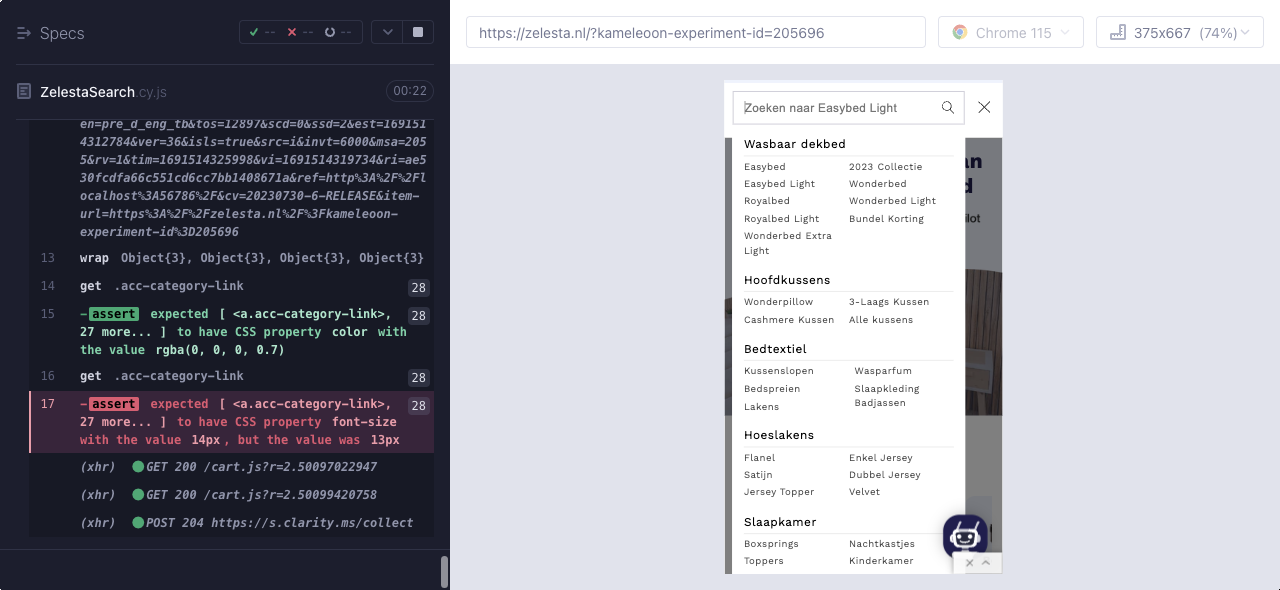 Specs
-- -- --
ZelestaSearch.cy.js
00:22
en=pre_d_eng_tb&tos=12897&scd=0&ssd=2&est=169151
4312784&ver=36&isls=true&src=i&invt=6000&msa=205
5&rv=1&tim=1691514325998&vi=1691514319734&ri=ae5
30fcdfa66c551cd6cc7bb1408671a&ref=http%3A%2F%2Fl
ocalhost%3A56786%2F&cv=20230730-6-RELEASE&item-
url=https%3A%2F%2Fzelesta.nl%2F%3Fkameleoon-
experiment-id%3D205696
13 wrap Object{3}, Object{3}, Object{3}, Object{3}
14 get .acc-category-link 28
15 -assert expected [ <a.acc-category-link>, 28
27 more... ] to have CSS property color with
the value rgba(0, 0, 0, 0.7)
16 get .acc-category-link 28
17 -assert expected [ <a.acc-category-link>, 28
27 more... ] to have CSS property font-size
with the value 14px, but the value was 13px
(xhr) GET 200 /cart.js?r=2.50097022947
(xhr) GET 200 /cart.js?r=2.50099420758
(xhr) POST 204 https://s.clarity.ms/collect
https://zelesta.nl/?kameleoon-experiment-id=205696
Chrome 115
375x667 (74%)
Zoeken naar Easybed Light
Wasbaar dekbed
Easybed 2023 Collectie
Easybed Light Wonderbed
Royalbed Wonderbed Light
Royalbed Light Bundel Korting
Wonderbed Extra
Light
Hoofdkussens
Wonderpillow 3-Laags Kussen
Cashmere Kussen Alle kussens
Bedtextiel
Kussenslopen Wasparfum
Bedspreien Slaapkleding
Lakens Badjassen
Hoeslakens
Flanel Enkel Jersey
Satijn Dubbel Jersey
Jersey Topper Velvet
Slaapkamer
Boxsprings Nachtkastjes
Toppers Kinderkamer